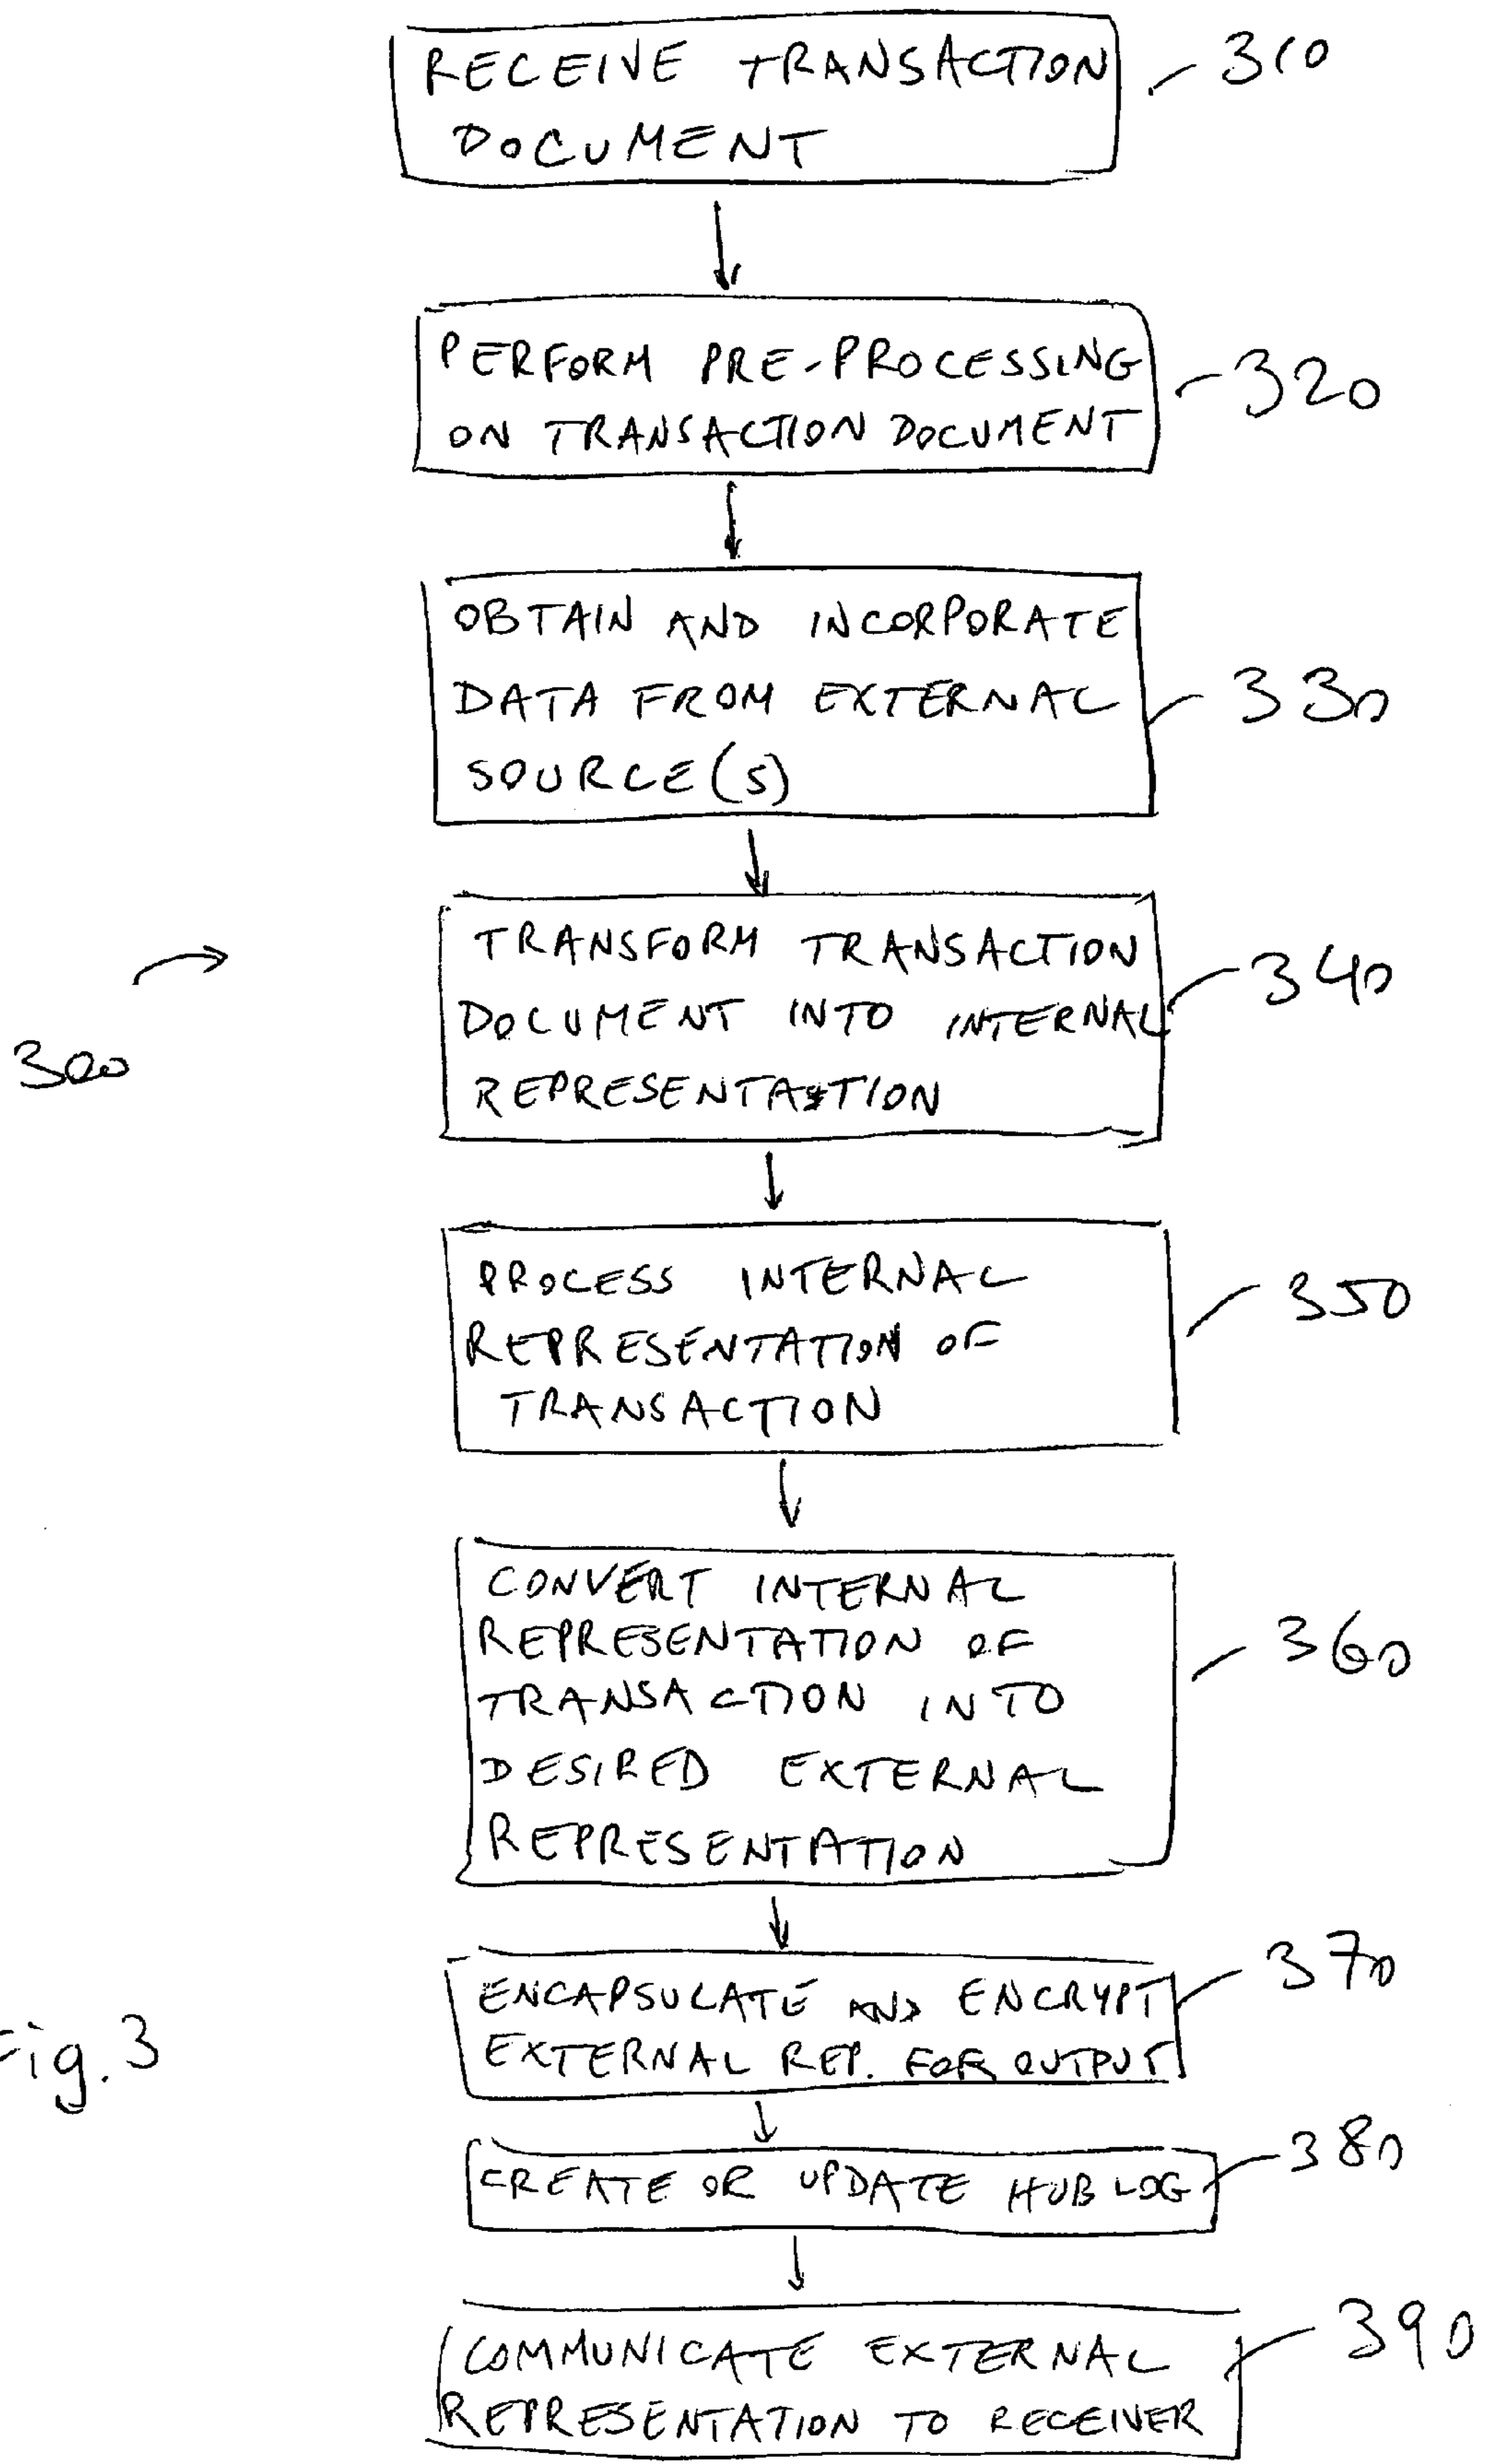 RECEIVE TRANSACTION
DOCUMENT
310
PERFORM PRE-PROCESSING
ON TRANSACTION DOCUMENT
320
OBTAIN AND INCORPORATE
DATA FROM EXTERNAL
SOURCE(S)
330
TRANSFORM TRANSACTION
DOCUMENT INTO INTERNAL
REPRESENTATION
340
300
PROCESS INTERNAL
REPRESENTATION OF
TRANSACTION
350
CONVERT INTERNAL
REPRESENTATION OF
TRANSACTION INTO
DESIRED EXTERNAL
REPRESENTATION
360
ENCAPSULATE AND ENCRYPT
EXTERNAL REP. FOR OUTPUT
370
Fig. 3
CREATE OR UPDATE HUB LOG
380
COMMUNICATE EXTERNAL
REPRESENTATION TO RECEIVER
390